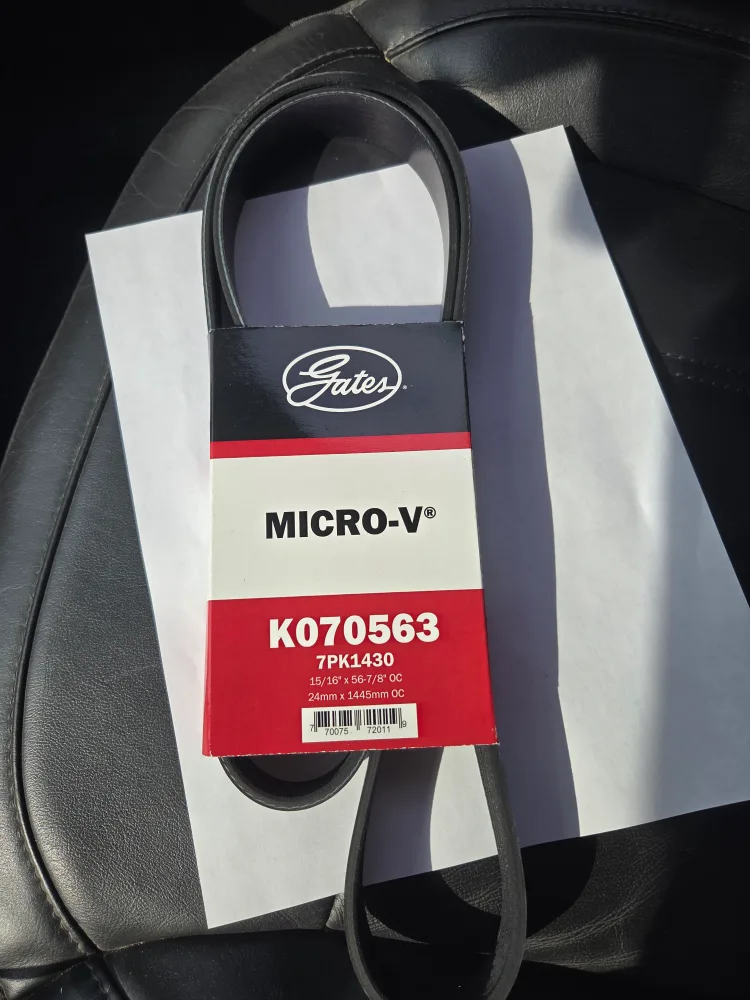 Gates®
MICRO-V®
K070563
7PK1430
15/16" x 56-7/8" OC
24mm x 1445mm OC
7 70075 72011 9